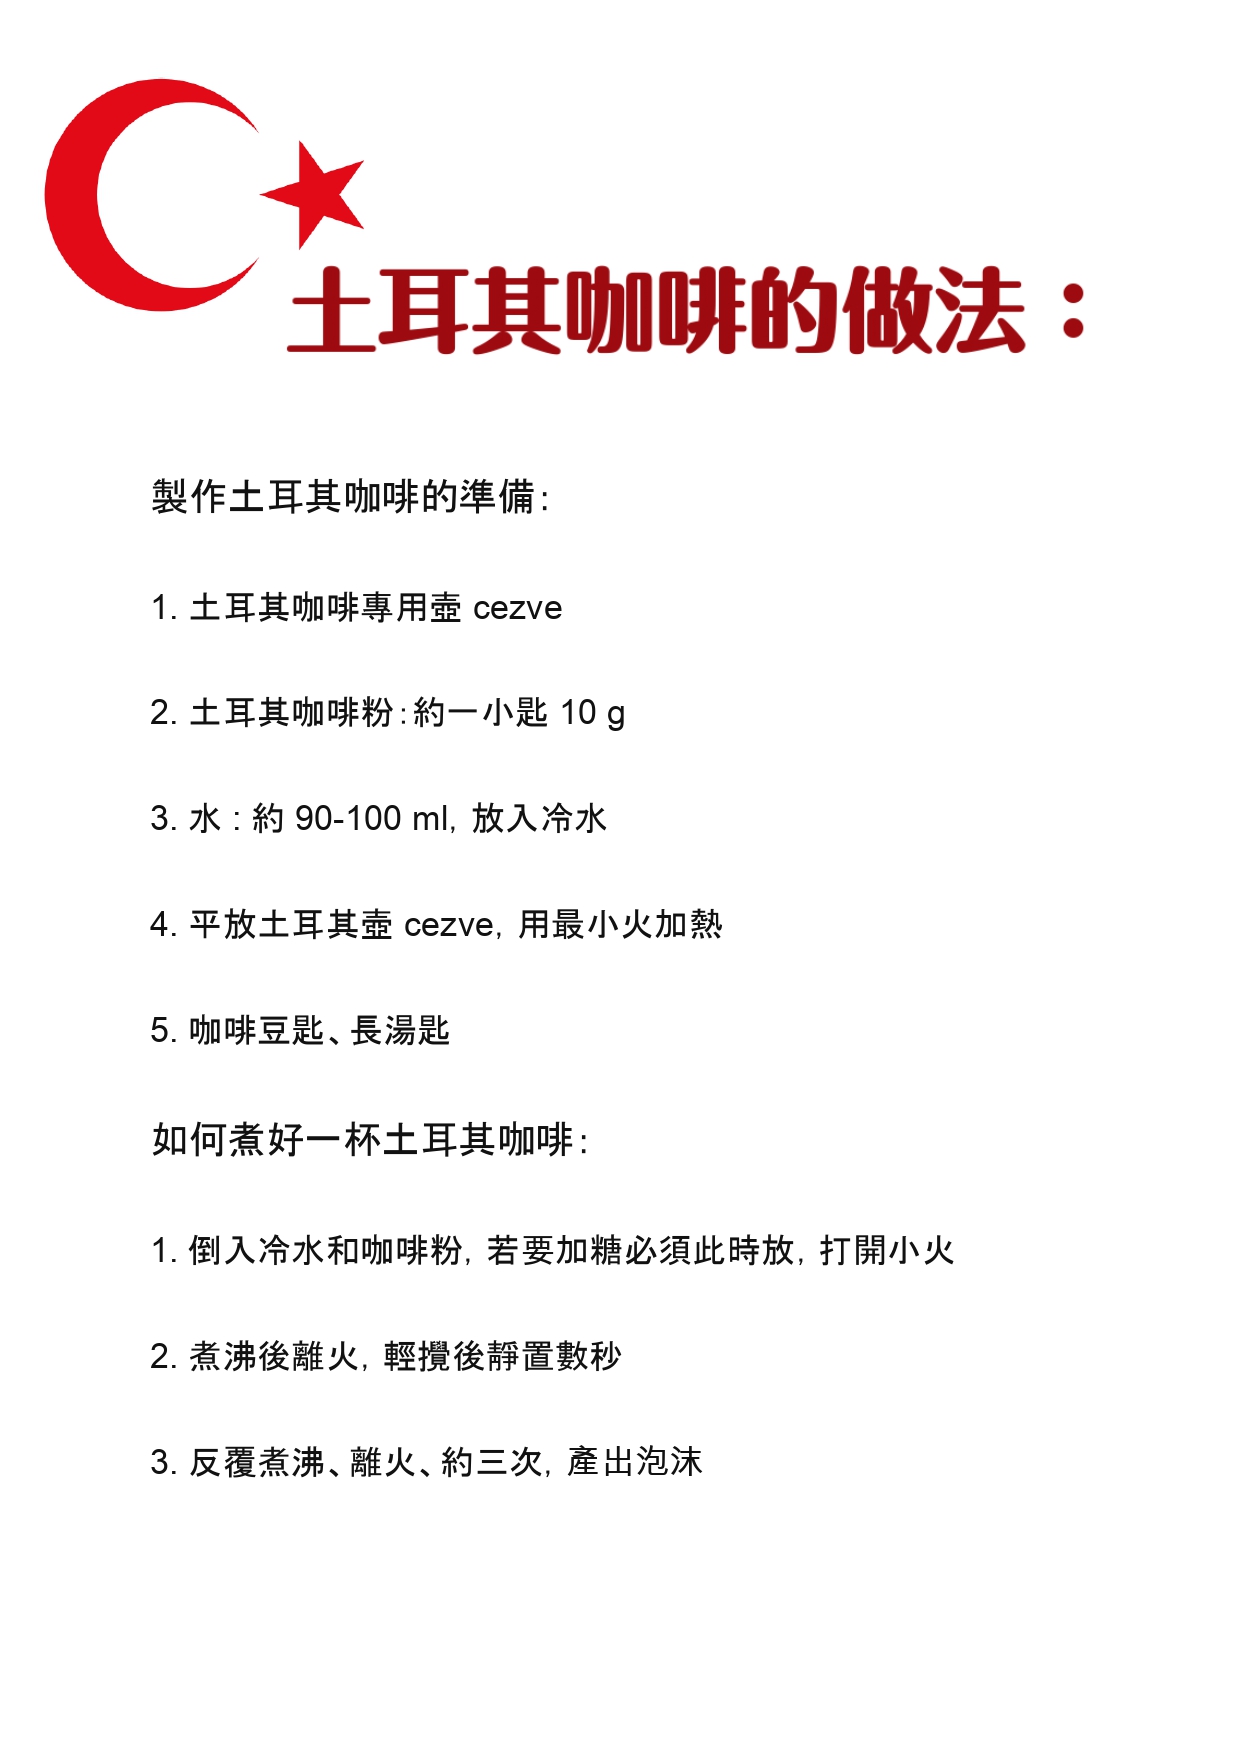 土耳其咖啡的做法：
製作土耳其咖啡的準備：
1. 土耳其咖啡專用壺 cezve
2. 土耳其咖啡粉：約一小匙 10 g
3. 水 : 約 90-100 ml，放入冷水
4. 平放土耳其壺 cezve，用最小火加熱
5. 咖啡豆匙、長湯匙
如何煮好一杯土耳其咖啡：
1. 倒入冷水和咖啡粉，若要加糖必須此時放，打開小火
2. 煮沸後離火，輕攪後靜置數秒
3. 反覆煮沸、離火、約三次，產出泡沫